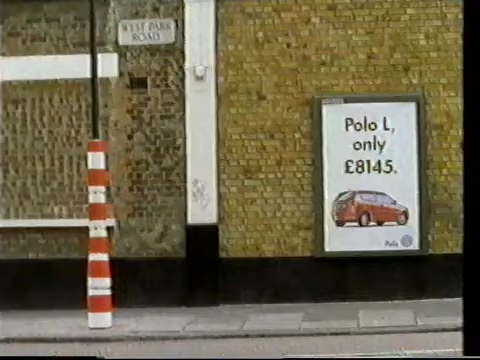 WEST PARK
ROAD
Polo L,
only
£8145.
Polo